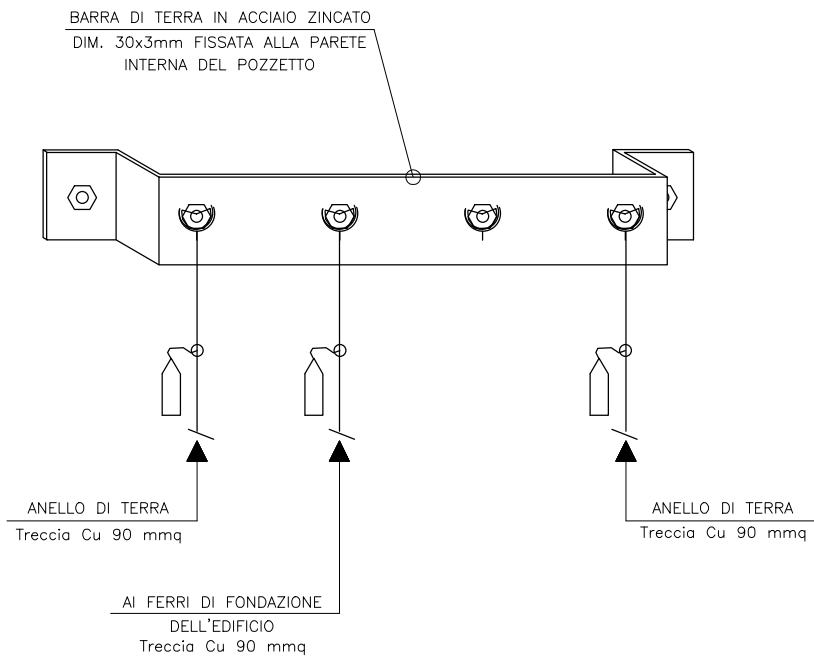 BARRA DI TERRA IN ACCIAIO ZINCATO
DIM. 30x3mm FISSATA ALLA PARETE
INTERNA DEL POZZETTO
ANELLO DI TERRA
Treccia Cu 90 mmq
ANELLO DI TERRA
Treccia Cu 90 mmq
AI FERRI DI FONDAZIONE
DELL'EDIFICIO
Treccia Cu 90 mmq